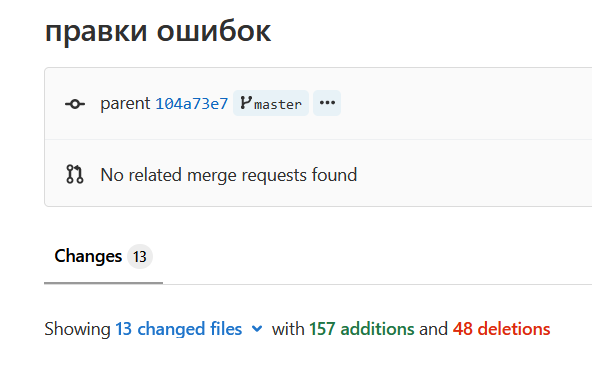 правки ошибок
parent 104a73e7 master ...
No related merge requests found
Changes 13
Showing 13 changed files with 157 additions and 48 deletions